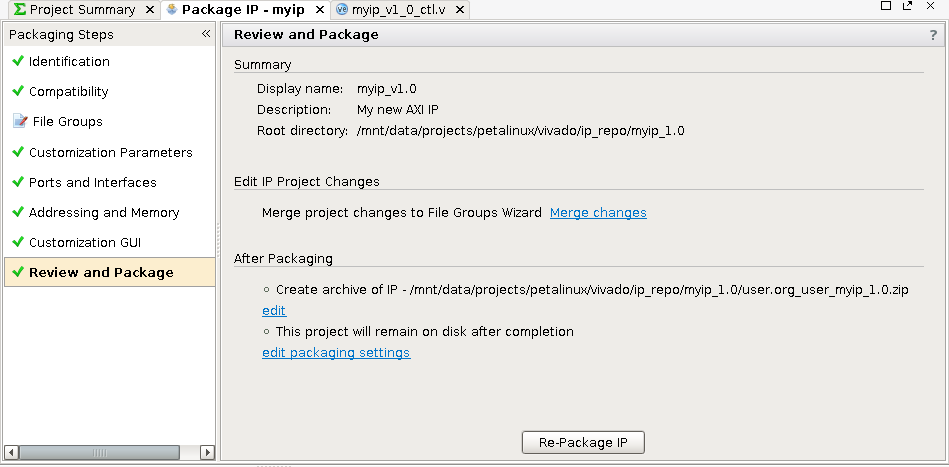 Project Summary × Package IP - myip × myip_v1_0_ctl.v ×
Packaging Steps «
Identification
Compatibility
File Groups
Customization Parameters
Ports and Interfaces
Addressing and Memory
Customization GUI
Review and Package
Review and Package ?
Summary
Display name: myip_v1.0
Description: My new AXI IP
Root directory: /mnt/data/projects/petalinux/vivado/ip_repo/myip_1.0
Edit IP Project Changes
Merge project changes to File Groups Wizard Merge changes
After Packaging
Create archive of IP - /mnt/data/projects/petalinux/vivado/ip_repo/myip_1.0/user.org_user_myip_1.0.zip
edit
This project will remain on disk after completion
edit packaging settings
Re-Package IP